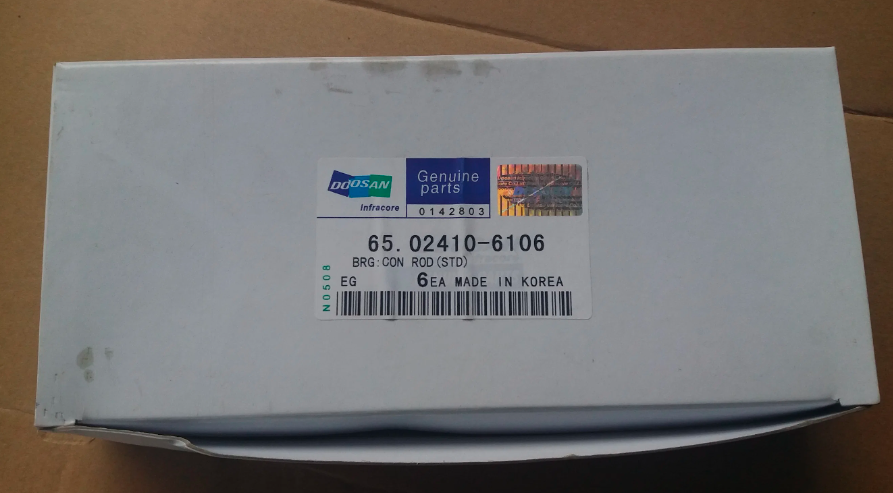 DOOSAN
Infracore
Genuine
parts
0142803
65. 02410-6106
BRG:CON ROD(STD)
EG 6EA MADE IN KOREA
N0508